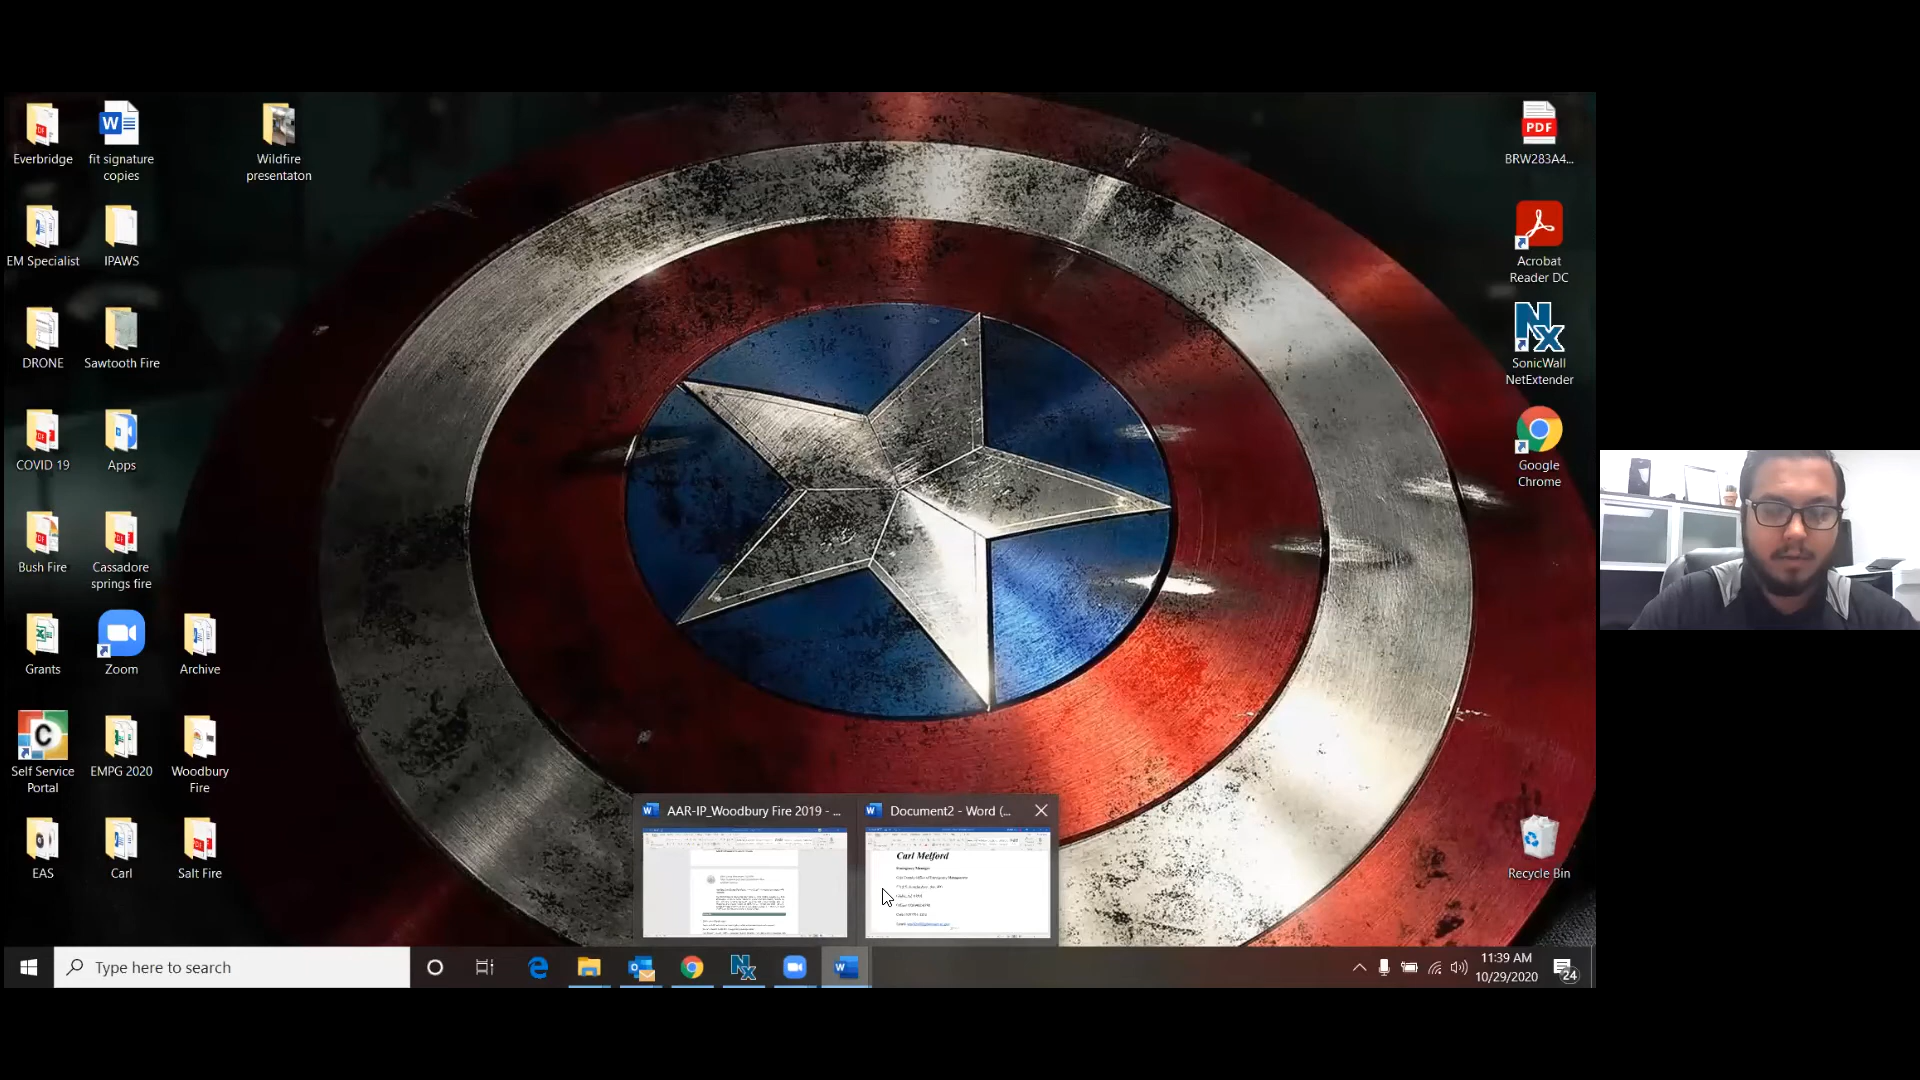 Everbridge
fit signature
copies
Wildfire
presentaton
BRW283A4...
EM Specialist
IPAWS
PDF
Acrobat
Reader DC
DRONE
Sawtooth Fire
SonicWall
NetExtender
COVID 19
Apps
Google
Chrome
Bush Fire
Cassadore
springs fire
Grants
Zoom
Archive
Self Service
Portal
EMPG 2020
Woodbury
Fire
EAS
Carl
Salt Fire
Recycle Bin
AAR-IP_Woodbury Fire 2019 - ...
Document2 - Word (...
Carl Melford
Emergency Manager
Type here to search
11:39 AM
10/29/2020
24